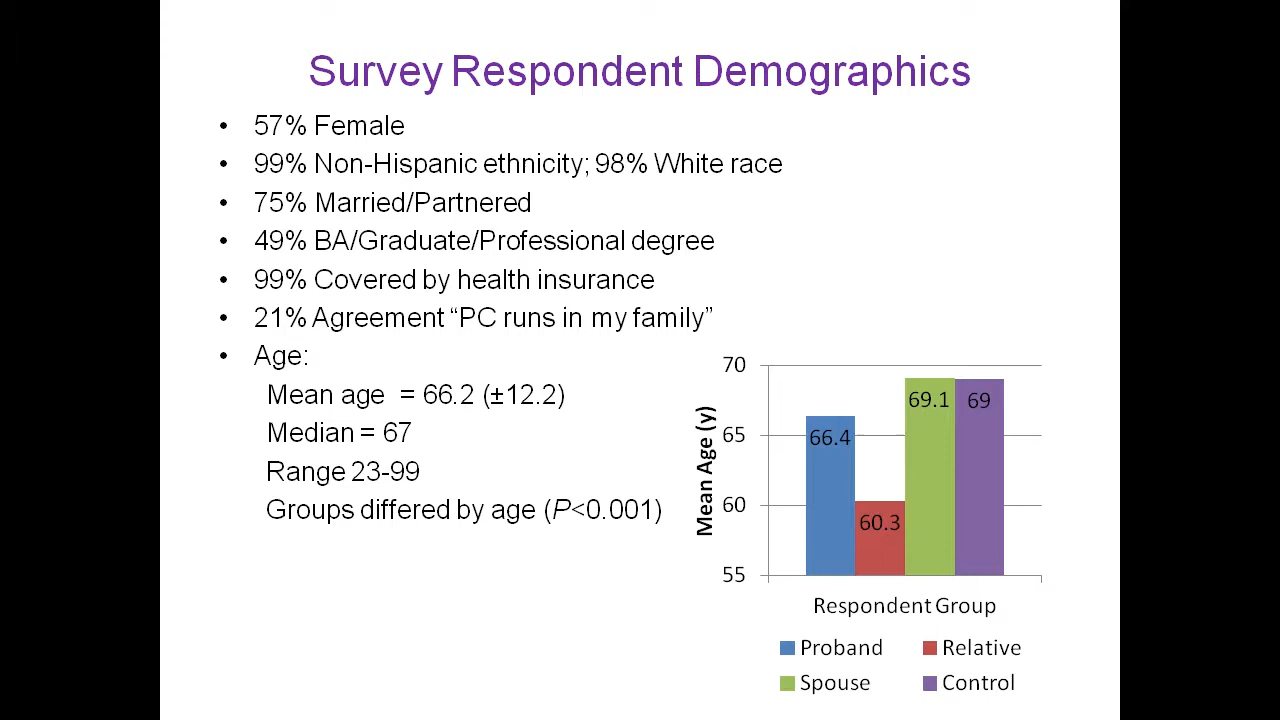 Survey Respondent Demographics
• 57% Female
• 99% Non-Hispanic ethnicity; 98% White race
• 75% Married/Partnered
• 49% BA/Graduate/Professional degree
• 99% Covered by health insurance
• 21% Agreement “PC runs in my family”
• Age:
Mean age = 66.2 (±12.2)
Median = 67
Range 23-99
Groups differed by age (P<0.001)
Mean Age (y)
70
65
60
55
66.4
60.3
69.1
69
Respondent Group
Proband
Relative
Spouse
Control